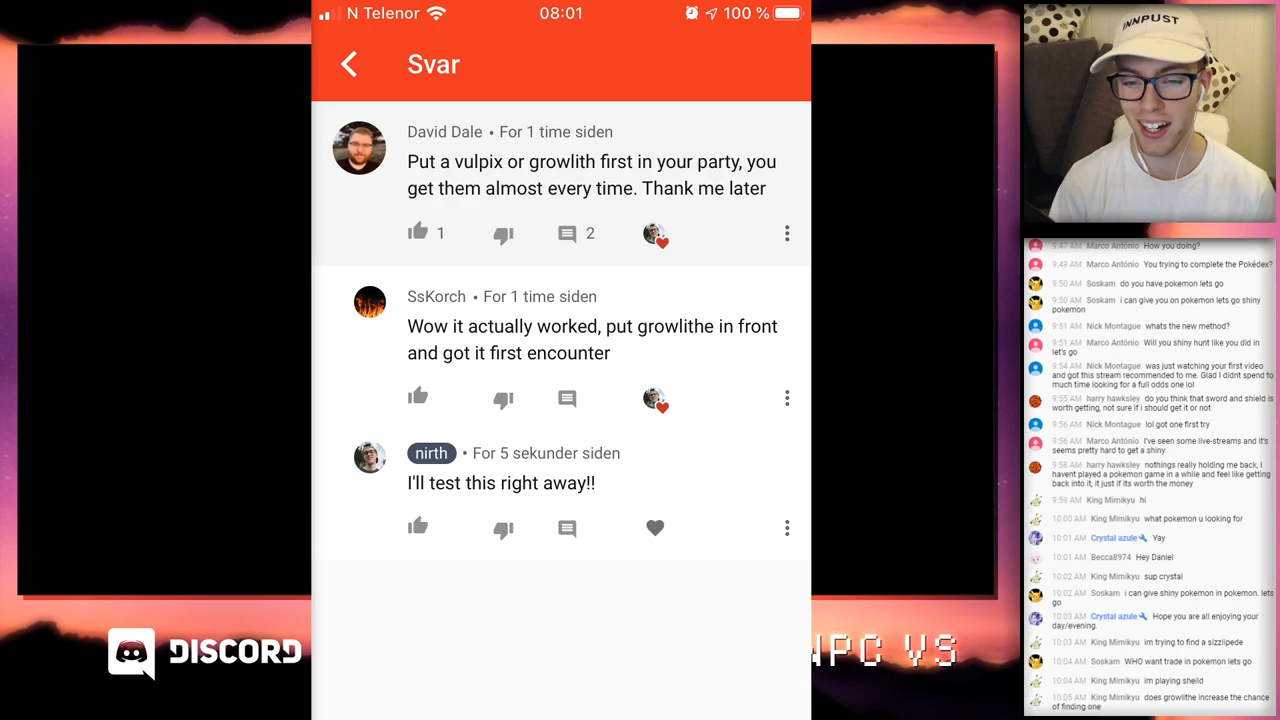 N Telenor
08:01
100 %
Svar
David Dale • For 1 time siden
Put a vulpix or growlith first in your party, you
get them almost every time. Thank me later
1
2
SsKorch • For 1 time siden
Wow it actually worked, put growlithe in front
and got it first encounter
nirth • For 5 sekunder siden
I'll test this right away!!
DISCORD
NPC VS
INNPUST
9:47 AM Marco António How you doing?
9:49 AM Marco António You trying to complete the Pokédex?
9:50 AM Soskam do you have pokemon lets go
9:50 AM Soskam i can give you on pokemon lets go shiny
pokemon
9:51 AM Nick Montague whats the new method?
9:51 AM Marco António Will you shiny hunt like you did in
let's go
9:54 AM Nick Montague was just watching your first video
and got this stream recommended to me. Glad I didnt spend to
much time looking for a full odds one lol
9:55 AM harry hawksley do you think that sword and shield is
worth getting, not sure if i should get it or not
9:56 AM Nick Montague lol got one first try
9:56 AM Marco António I've seen some live-streams and it's
seems pretty hard to get a shiny
9:58 AM harry hawksley nothings really holding me back, I
havent played a pokemon game in a while and feel like getting
back into it, it just if its worth the money
9:59 AM King Mimikyu hi
10:00 AM King Mimikyu what pokemon u looking for
10:01 AM Crystal azule Yay
10:01 AM Becca8974 Hey Daniel
10:02 AM King Mimikyu sup crystal
10:02 AM Soskam i can give shiny pokemon in pokemon. lets
go
10:03 AM Crystal azule Hope you are all enjoying your
day/evening.
10:03 AM King Mimikyu im trying to find a sizzlipede
10:04 AM Soskam WHO want trade in pokemon lets go
10:04 AM King Mimikyu im playing sheild
10:05 AM King Mimikyu does growlithe increase the chance
of finding one